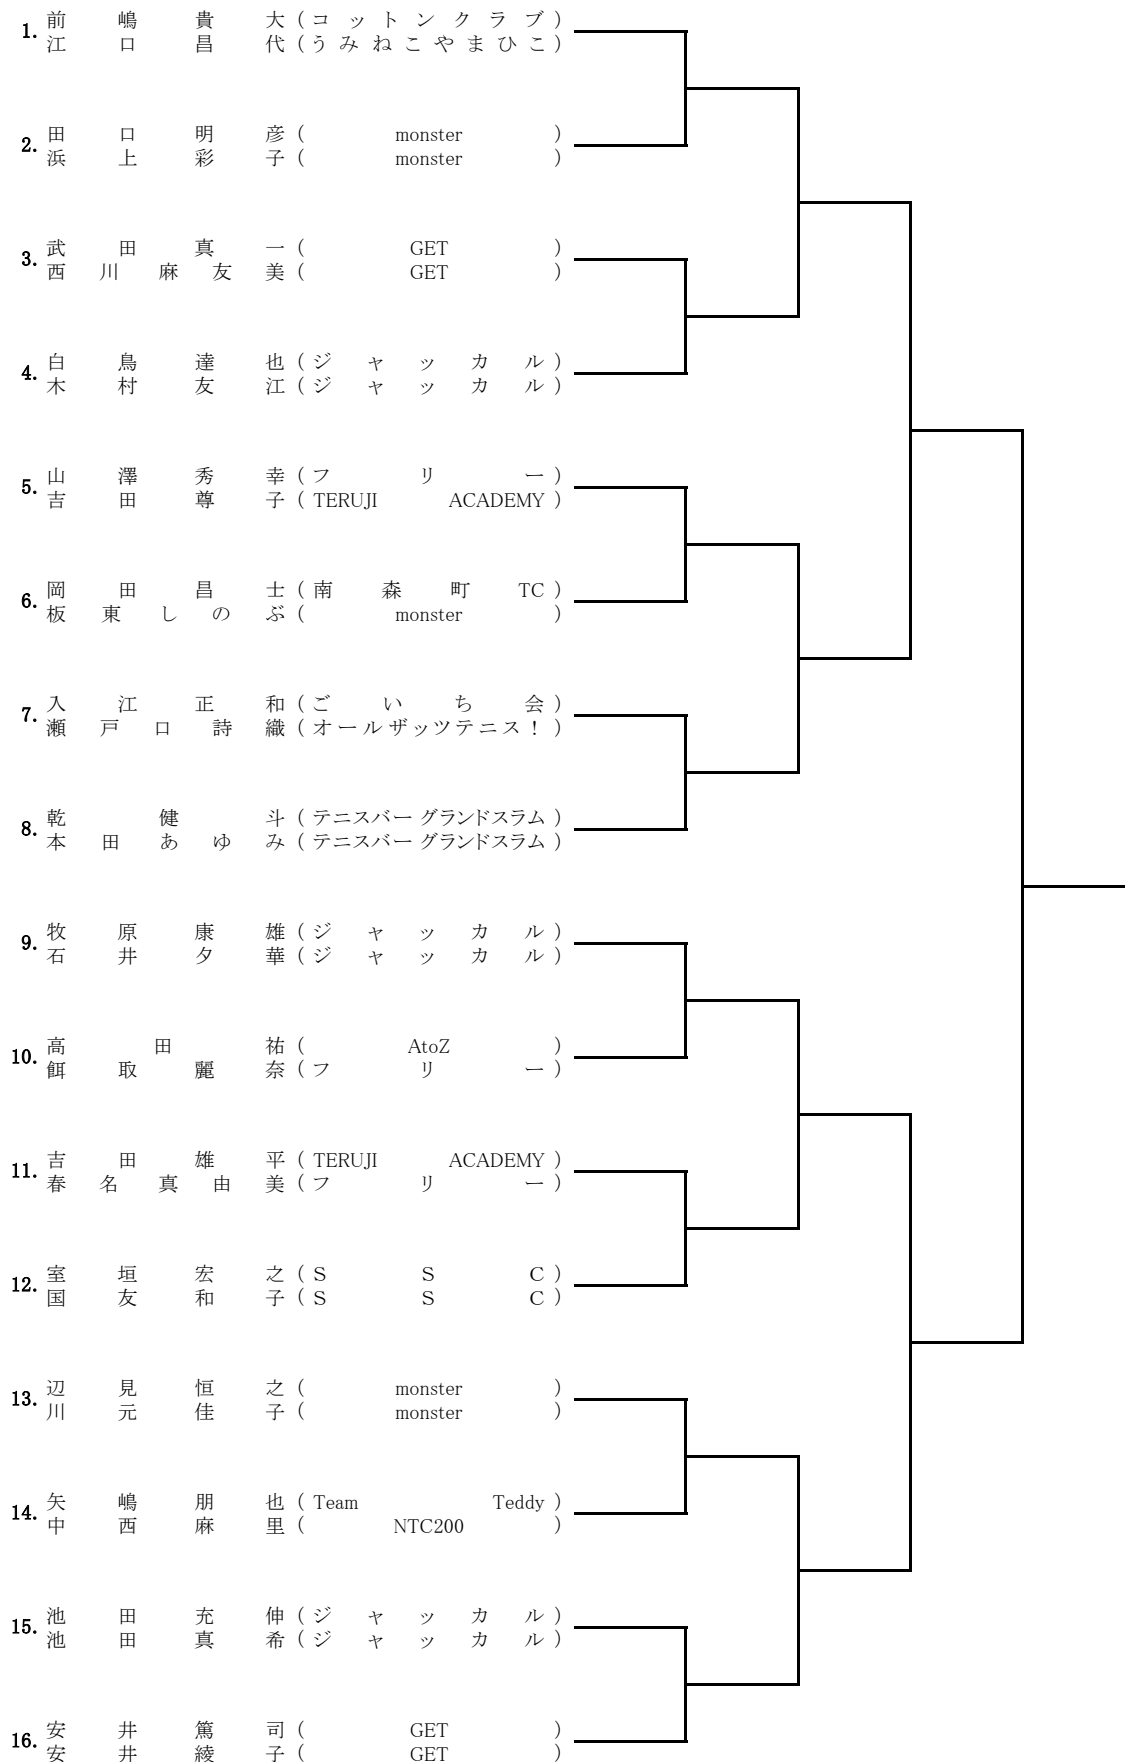 1. 前嶋貴大(コットンクラブ)
江口昌代(うみねこやまひこ)
2. 田口明彦(monster)
浜上彩子(monster)
3. 武田真一(GET)
西川麻友美(GET)
4. 白鳥達也(ジャッカル)
木村友江(ジャッカル)
5. 山澤秀幸(フリー)
吉田尊子(TERUJI ACADEMY)
6. 岡田昌士(南森町TC)
板東しのぶ(monster)
7. 入江正和(ごいち会)
瀬戸口詩織(オールザッツテニス!)
8. 乾健斗(テニスバー グランドスラム)
本田あゆみ(テニスバー グランドスラム)
9. 牧原康雄(ジャッカル)
石井夕華(ジャッカル)
10. 高田祐(AtoZ)
餌取麗奈(フリー)
11. 吉田雄平(TERUJI ACADEMY)
春名真由美(フリー)
12. 室垣宏之(SSC)
国友和子(SSC)
13. 辺見恒之(monster)
川元佳子(monster)
14. 矢嶋朋也(Team Teddy)
中西麻里(NTC200)
15. 池田充伸(ジャッカル)
池田真希(ジャッカル)
16. 安井篤司(GET)
安井綾子(GET)